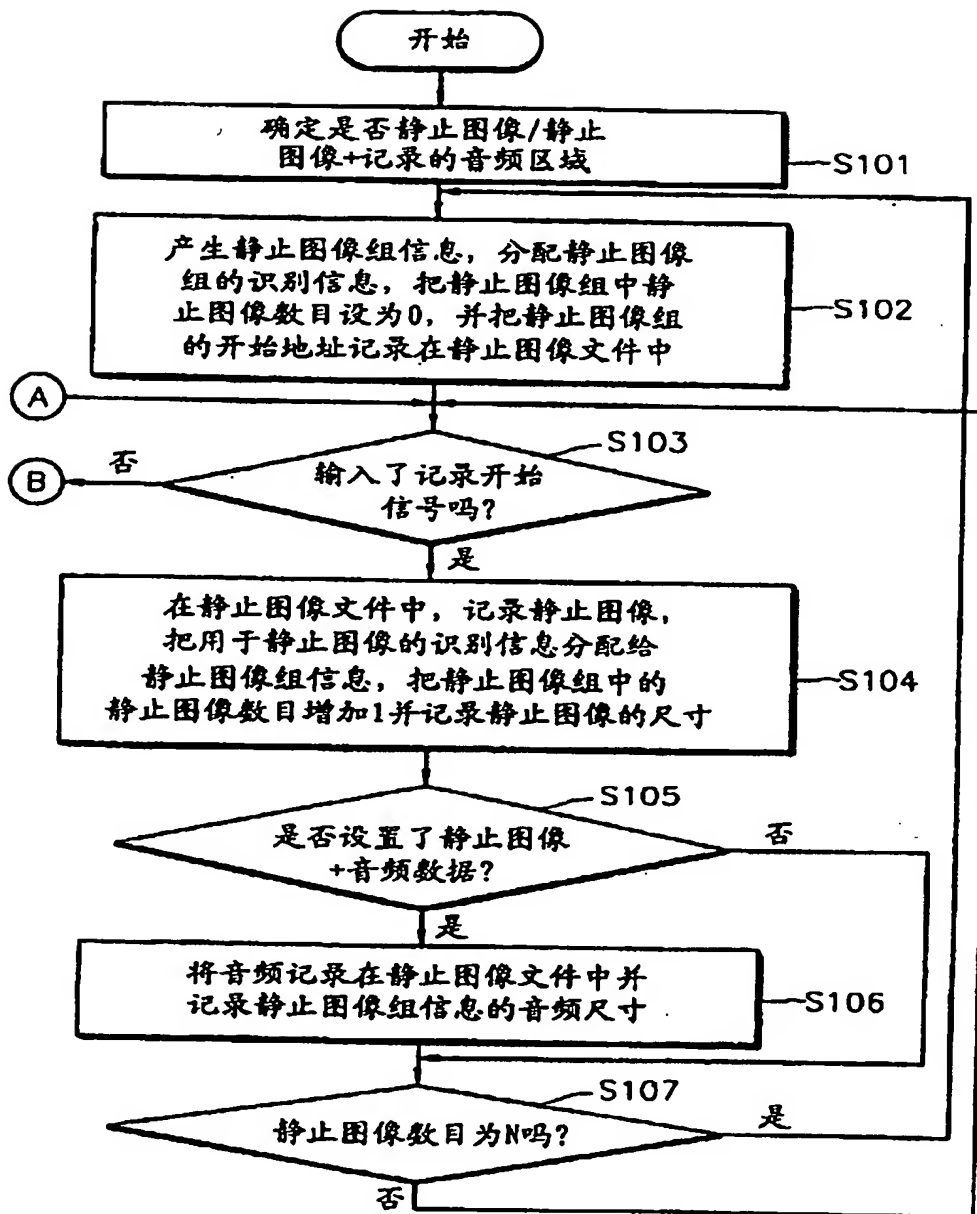 开始
确定是否静止图像/静止
图像+记录的音频区域
S101
产生静止图像组信息，分配静止图像
组的识别信息，把静止图像组中静
止图像数目设为0，并把静止图像组
的开始地址记录在静止图像文件中
S102
A
S103
B
否
输入了记录开始
信号吗?
是
在静止图像文件中，记录静止图像，
把用于静止图像的识别信息分配给
静止图像组信息，把静止图像组中的
静止图像数目增加1并记录静止图像的尺寸
S104
S105
是否设置了静止图像
+音频数据?
否
是
将音频记录在静止图像文件中并
记录静止图像组信息的音频尺寸
S106
S107
静止图像数目为N吗?
是
否